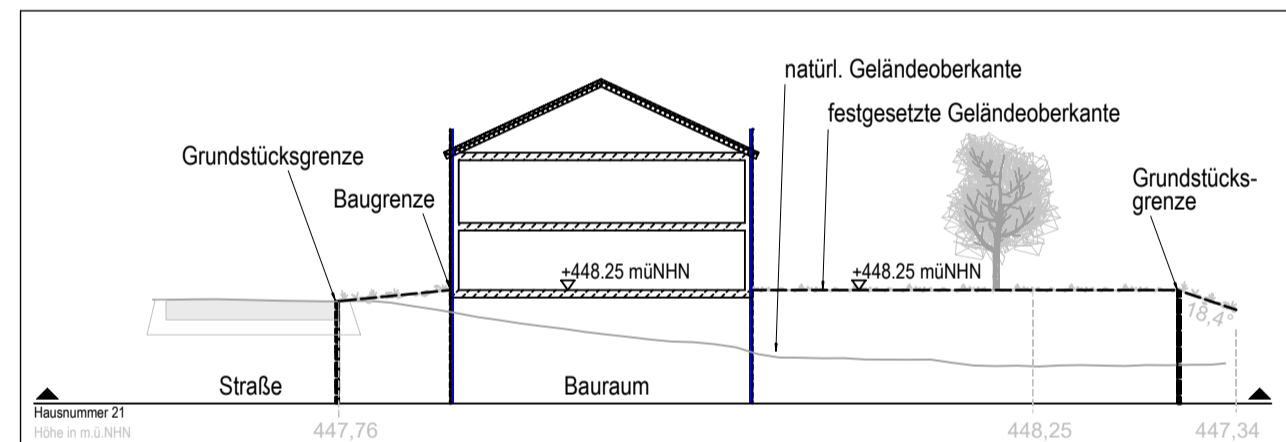 natürl. Geländeoberkante
festgesetzte Geländeoberkante
Grundstücksgrenze
Baugrenze
Grundstücks-
grenze
+448.25 müNHN
+448.25 müNHN
18,4°
Straße
Bauraum
Hausnummer 21
Höhe in m.ü.NHN
447,76
448,25
447,34